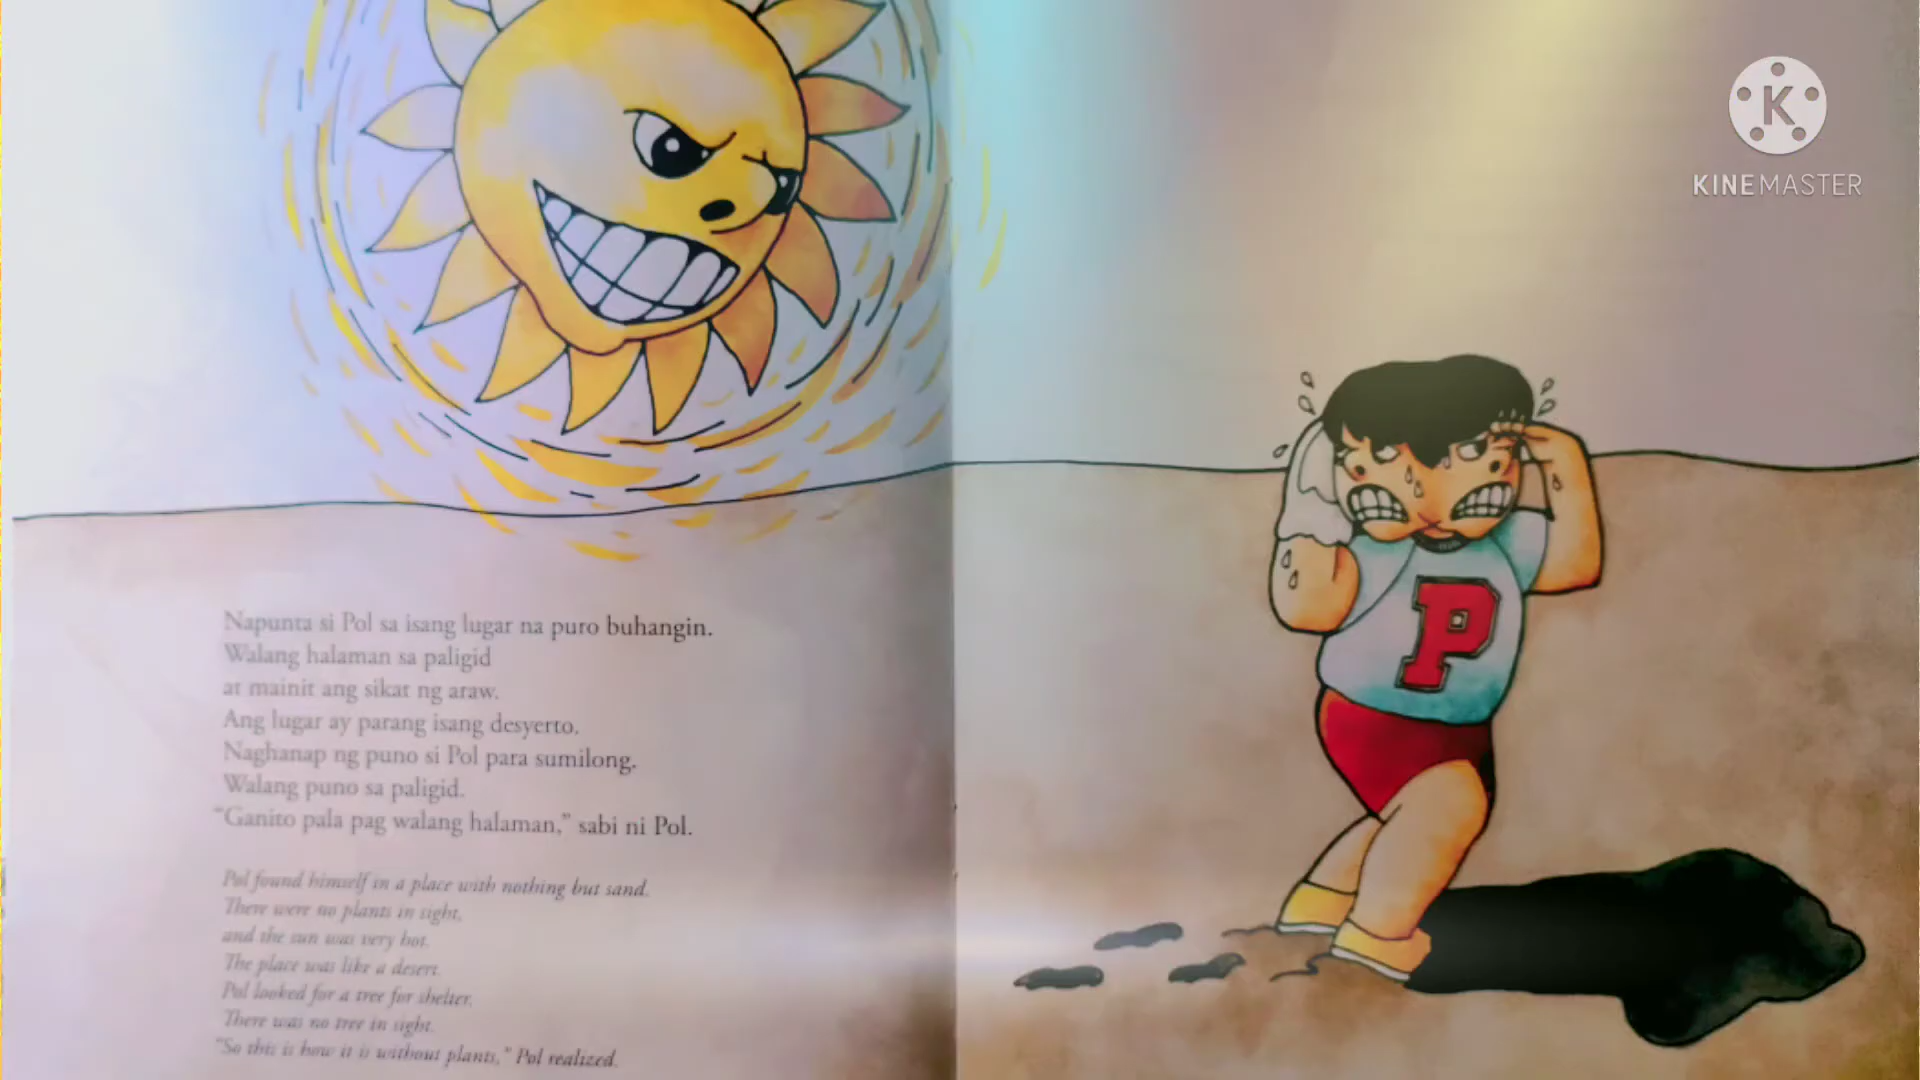 Napunta si Pol sa isang lugar na puro buhangin.
Walang halaman sa paligid
at mainit ang sikat ng araw.
Ang lugar ay parang isang desyerto.
Naghanap ng puno si Pol para sumilong.
Walang puno sa paligid.
“Ganito pala pag walang halaman,” sabi ni Pol.
Pol found himself in a place with nothing but sand.
There were no plants in sight,
and the sun was very hot.
The place was like a desert.
Pol looked for a tree for shelter.
There was no tree in sight.
“So this is how it is without plants,” Pol realized.
P
K
KINEMASTER